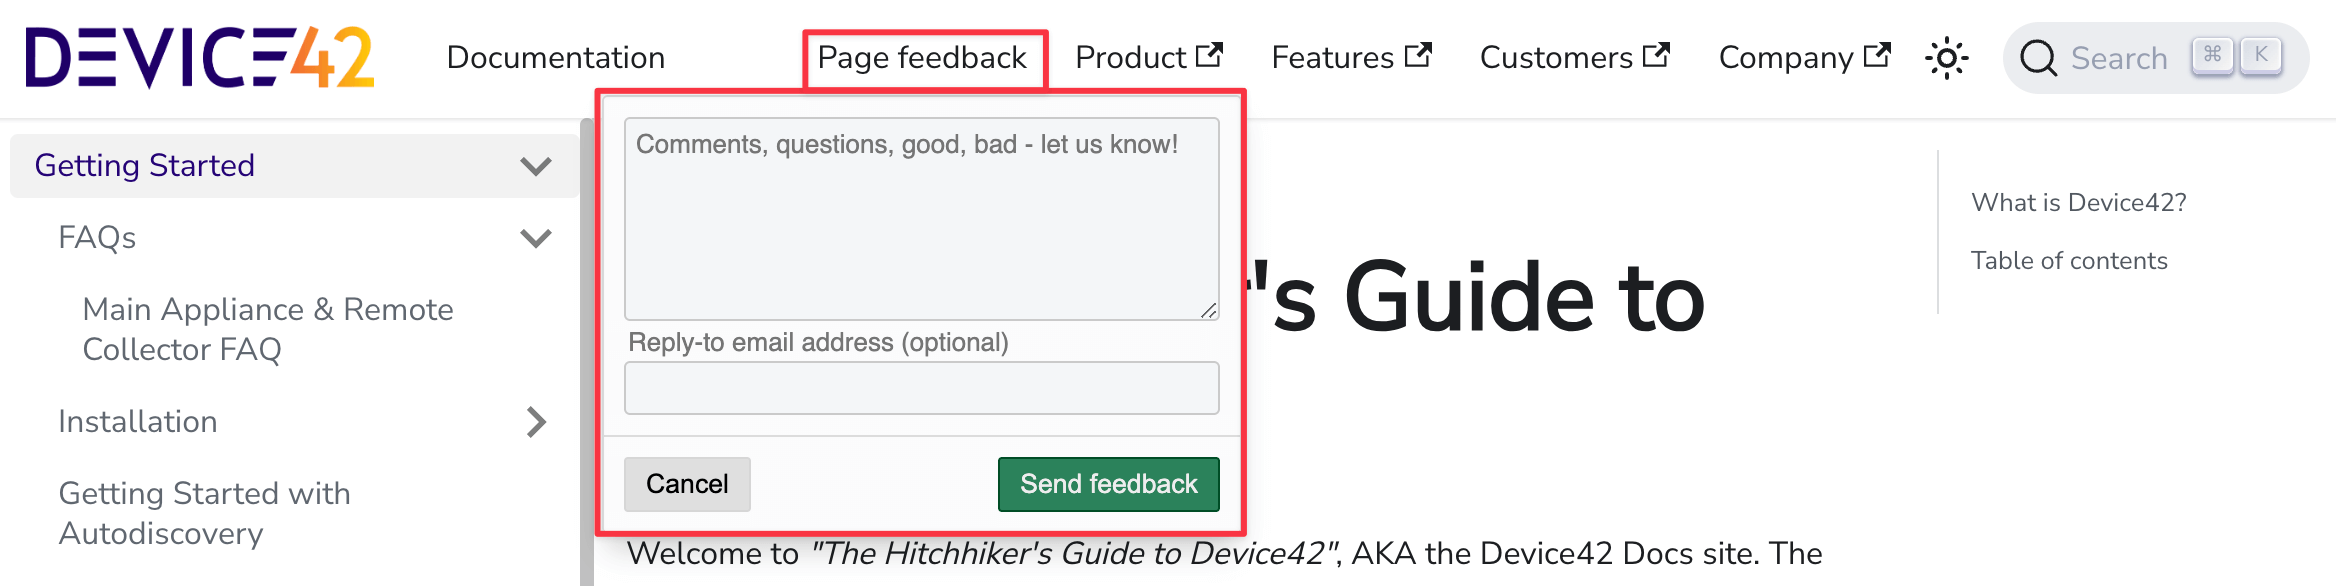 DEVICE42
Documentation
Page feedback
Product
Features
Customers
Company
Search
⌘ K
Getting Started
FAQs
Main Appliance & Remote
Collector FAQ
Installation
Getting Started with
Autodiscovery
Comments, questions, good, bad - let us know!
Reply-to email address (optional)
Cancel
Send feedback
's Guide to
Welcome to "The Hitchhiker's Guide to Device42", AKA the Device42 Docs site. The
What is Device42?
Table of contents